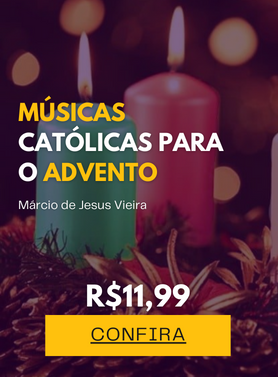 MÚSICAS
CATÓLICAS PARA
O ADVENTO
Márcio de Jesus Vieira
R$11,99
CONFIRA